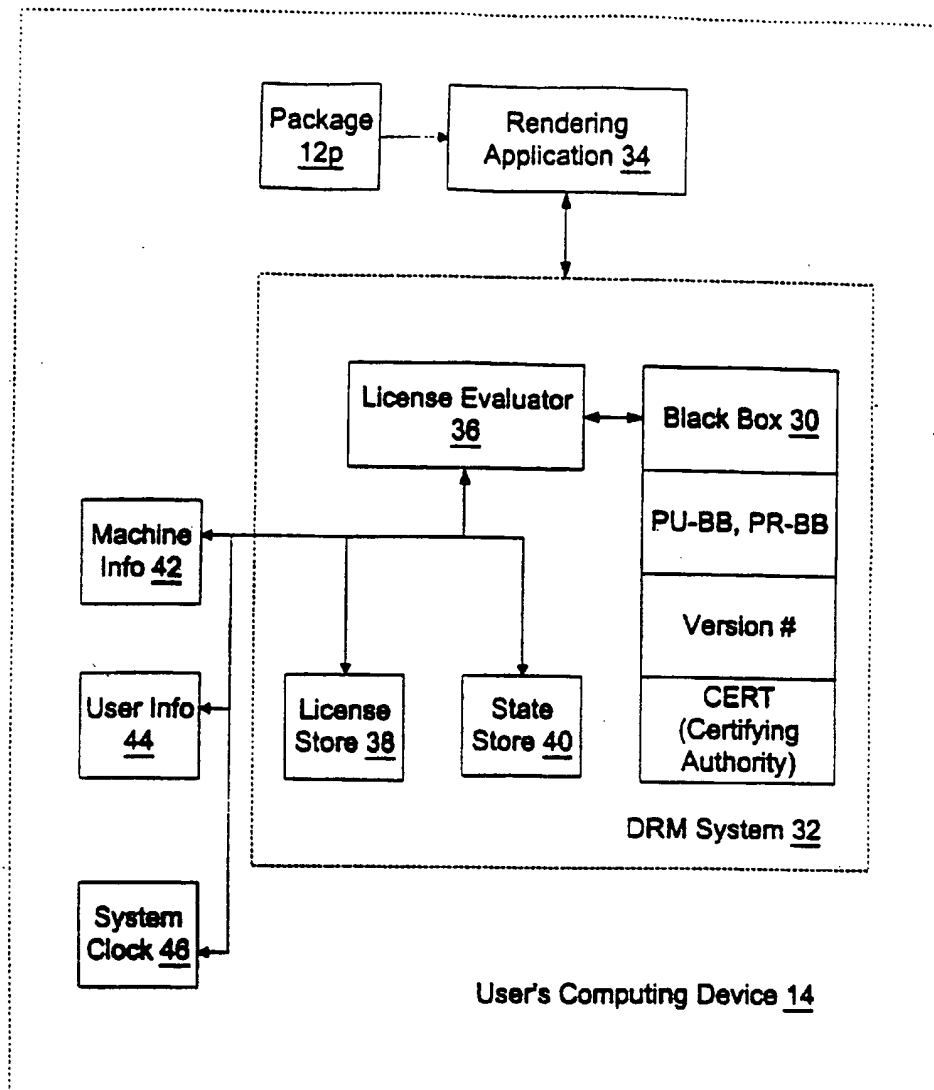 Package
12p
Rendering
Application 34
License Evaluator
36
Black Box 30
PU-BB, PR-BB
Version #
CERT
(Certifying
Authority)
Machine
Info 42
User Info
44
License
Store 38
State
Store 40
DRM System 32
System
Clock 46
User's Computing Device 14